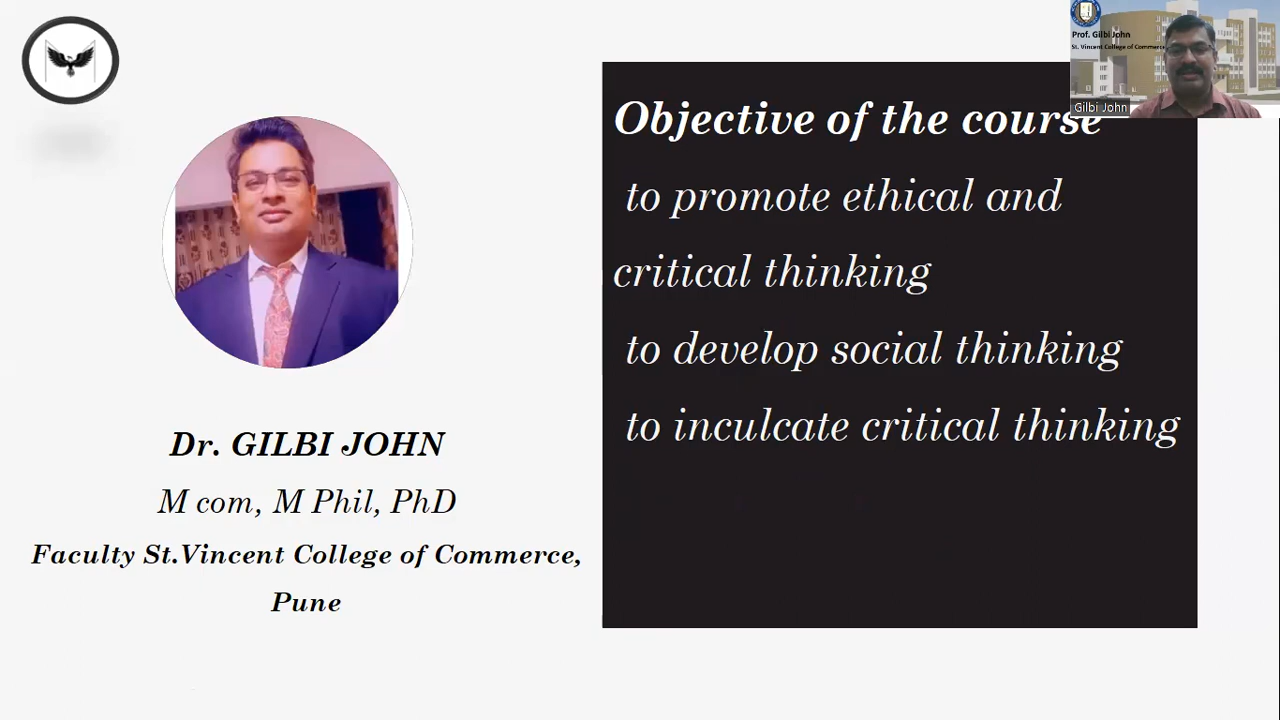 Dr. GILBI JOHN
M com, M Phil, PhD
Faculty St.Vincent College of Commerce,
Pune
Objective of the course
to promote ethical and
critical thinking
to develop social thinking
to inculcate critical thinking
Prof. Gilbi John
St. Vincent College of Commerce
Gilbi John